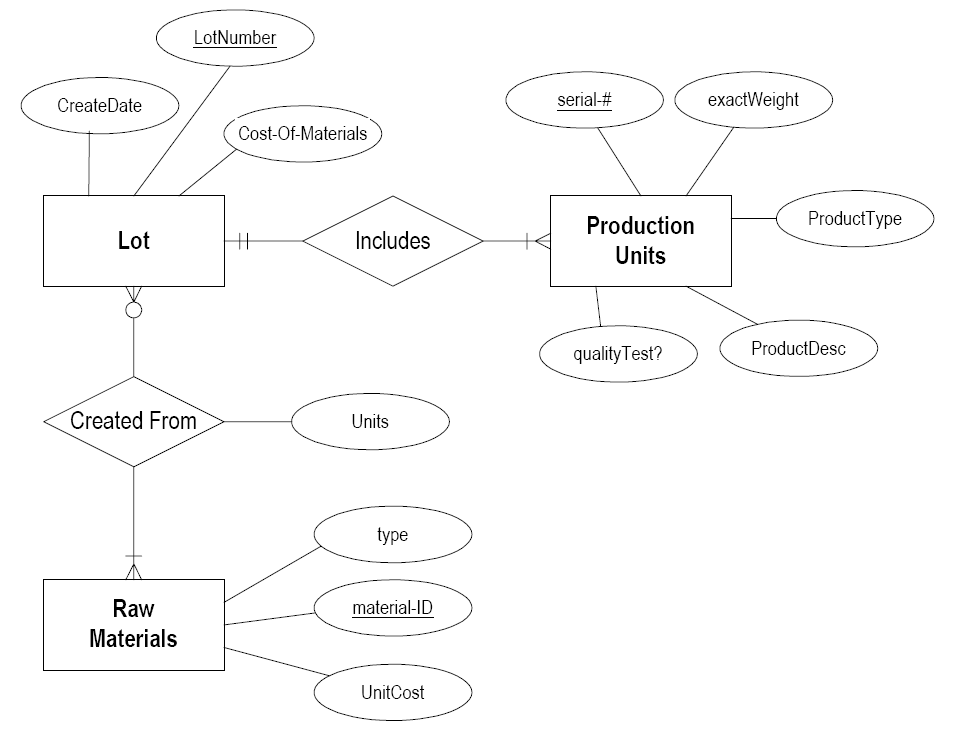 LotNumber
CreateDate
Cost-Of-Materials
serial-#
exactWeight
Lot
Includes
Production
Units
ProductType
qualityTest?
ProductDesc
Created From
Units
type
Raw
Materials
material-ID
UnitCost